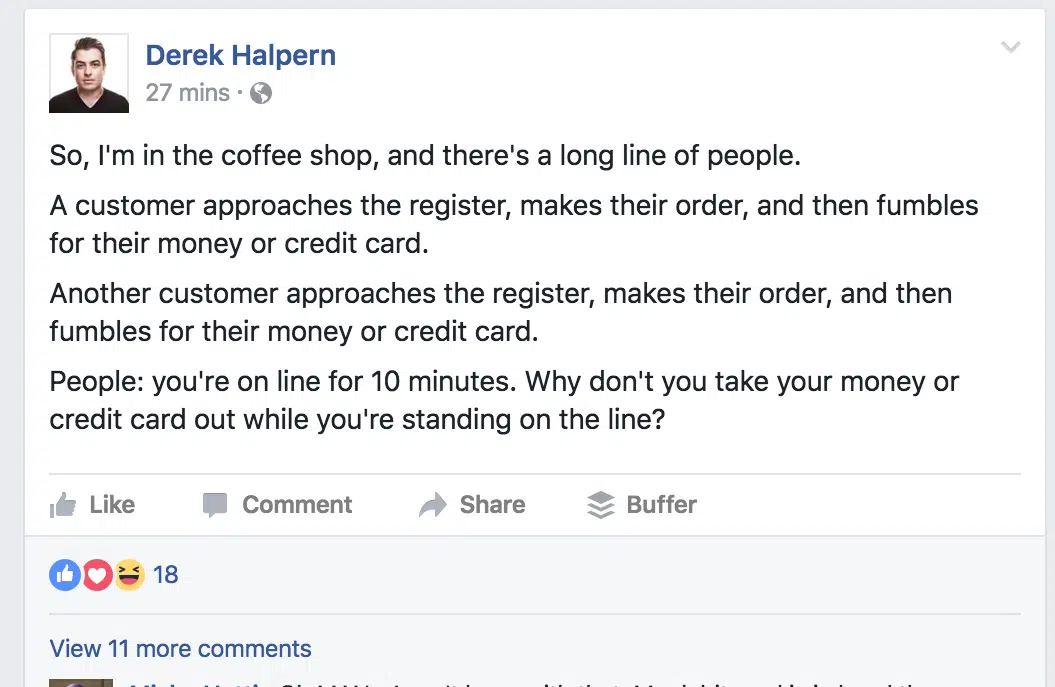 Derek Halpern
27 mins ·
So, I'm in the coffee shop, and there's a long line of people.
A customer approaches the register, makes their order, and then fumbles
for their money or credit card.
Another customer approaches the register, makes their order, and then
fumbles for their money or credit card.
People: you're on line for 10 minutes. Why don't you take your money or
credit card out while you're standing on the line?
Like Comment Share Buffer
18
View 11 more comments